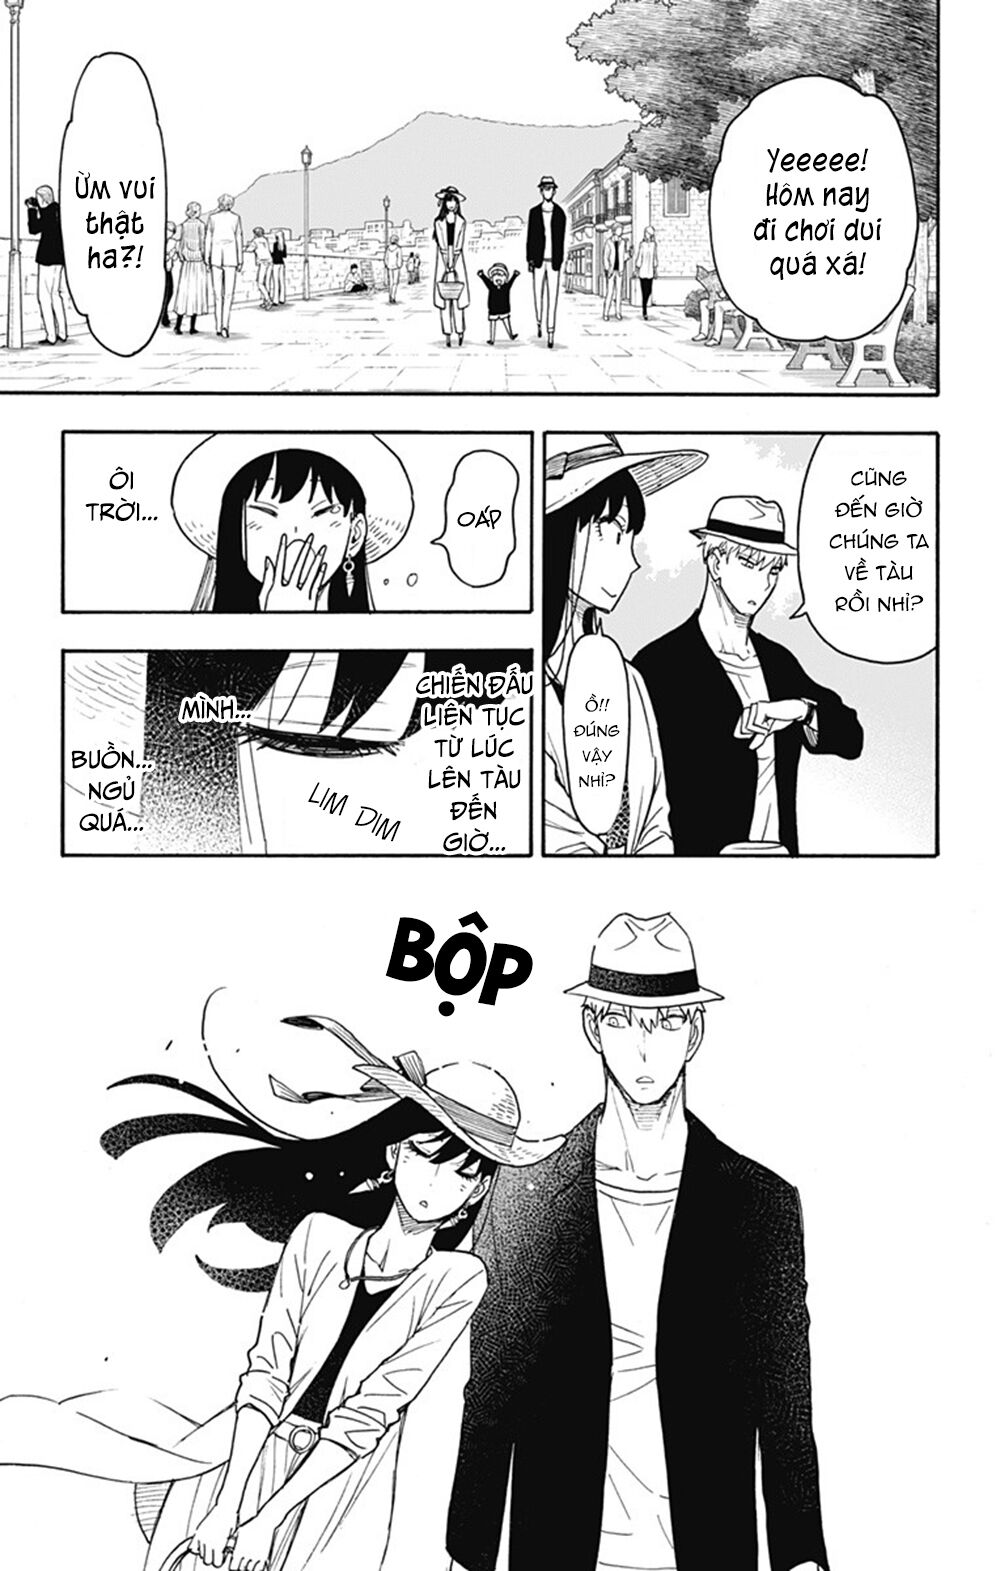 Yeeeee!
Hôm nay
đi chơi dui
quá xá!
Ừm vui
thật
ha?!
CŨNG
ĐẾN GIỜ
CHÚNG TA
VỀ TÀU
RỒI NHỈ?
Ồ!!
ĐÚNG
VẬY
NHỈ?
OÁP
ÔI
TRỜI...
CHIẾN ĐẤU
LIÊN TỤC
TỪ LÚC
LÊN TÀU
ĐẾN
GIỜ...
MÌNH...
BUỒN...
NGỦ
QUÁ...
LIM DIM
BỘP